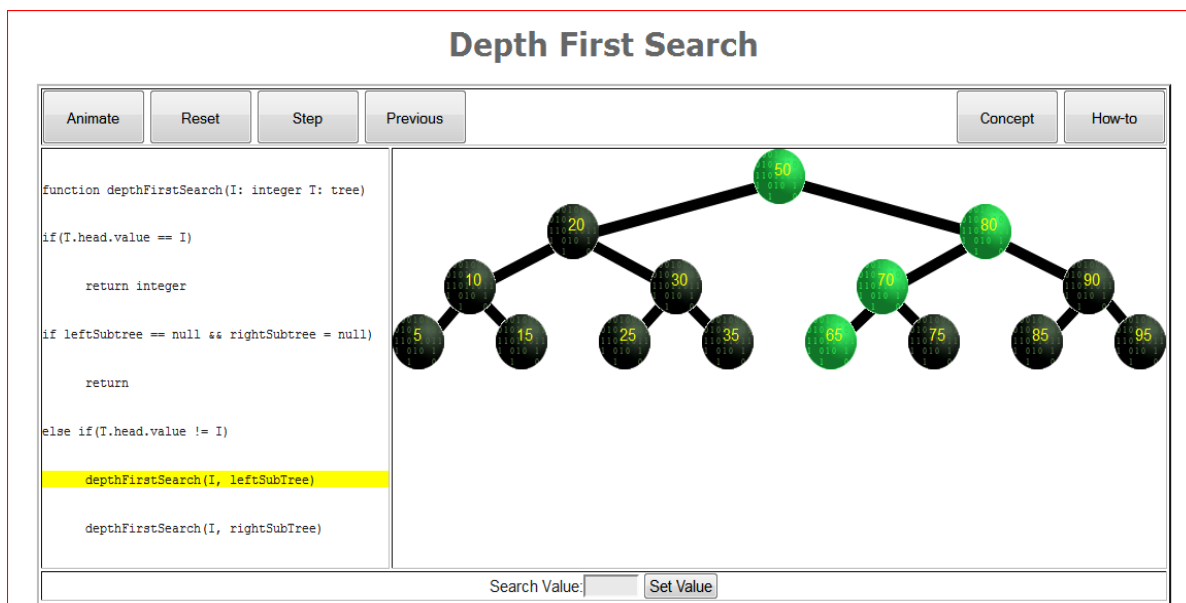 Depth First Search
Animate Reset Step Previous Concept How-to
function depthFirstSearch(I: integer T: tree)
if(T.head.value == I)
return integer
if leftSubtree == null && rightSubtree = null)
return
else if(T.head.value != I)
depthFirstSearch(I, leftSubTree)
depthFirstSearch(I, rightSubTree)
50
20 80
10 30 70 90
5 15 25 35 65 75 85 95
Search Value: Set Value